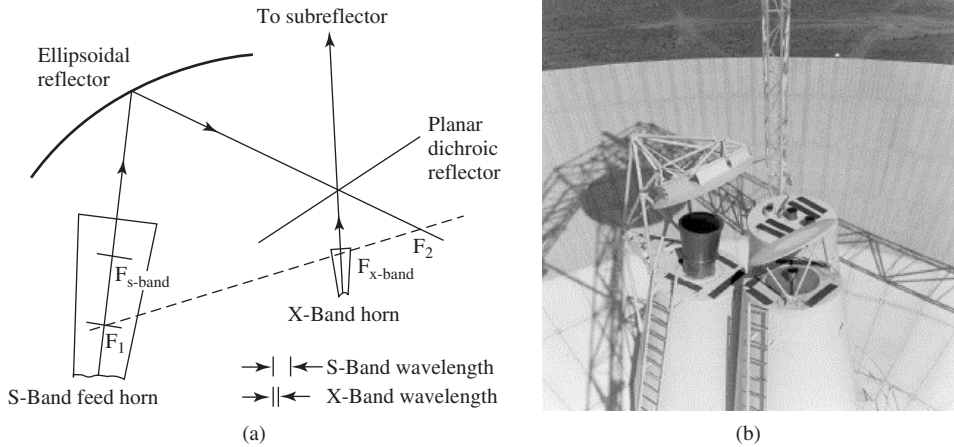 To subreflector
Ellipsoidal
reflector
Planar
dichroic
reflector
F2
Fs-band
Fx-band
F1
X-Band horn
S-Band feed horn
S-Band wavelength
X-Band wavelength
(a)
(b)